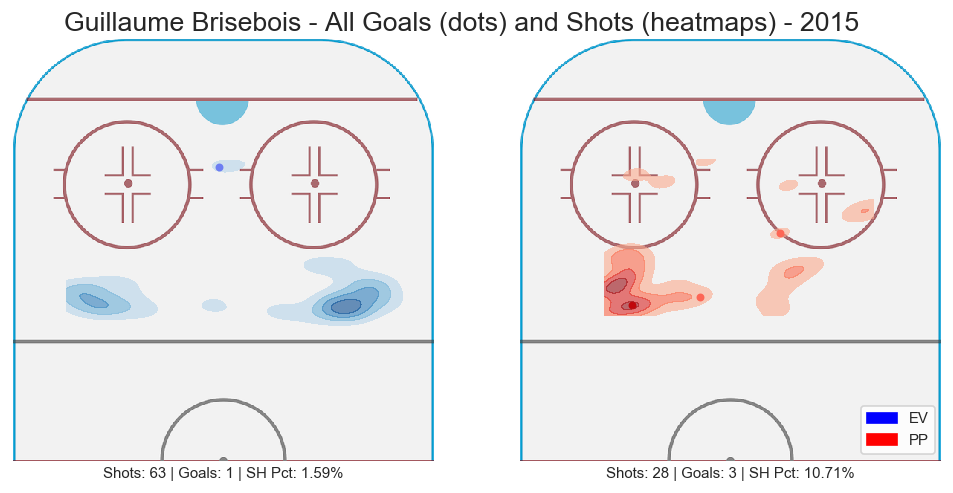 Guillaume Brisebois - All Goals (dots) and Shots (heatmaps) - 2015
EV
PP
Shots: 63 | Goals: 1 | SH Pct: 1.59%
Shots: 28 | Goals: 3 | SH Pct: 10.71%